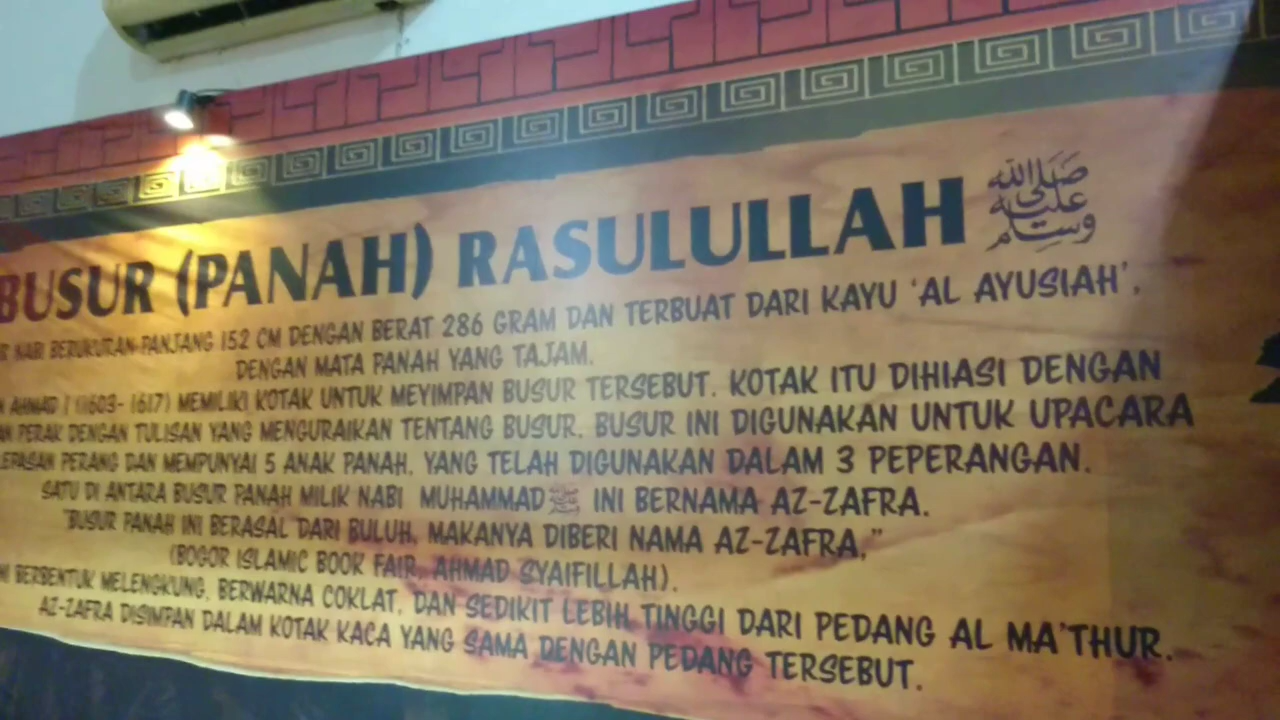 BUSUR (PANAH) RASULULLAH ﷺ
NABI BERUKURAN PANJANG 152 CM DENGAN BERAT 286 GRAM DAN TERBUAT DARI KAYU 'AL AYUSIAH',
DENGAN MATA PANAH YANG TAJAM.
AHMAD I (1603- 1617) MEMILIKI KOTAK UNTUK MEYIMPAN BUSUR TERSEBUT. KOTAK ITU DIHIASI DENGAN
PERAK DENGAN TULISAN YANG MENGURAIKAN TENTANG BUSUR. BUSUR INI DIGUNAKAN UNTUK UPACARA
LEPASAN PERANG DAN MEMPUNYAI 5 ANAK PANAH, YANG TELAH DIGUNAKAN DALAM 3 PEPERANGAN.
SATU DI ANTARA BUSUR PANAH MILIK NABI MUHAMMAD ﷺ INI BERNAMA AZ-ZAFRA.
"BUSUR PANAH INI BERASAL DARI BULUH, MAKANYA DIBERI NAMA AZ-ZAFRA,"
(BOGOR ISLAMIC BOOK FAIR, AHMAD SYAIFILLAH).
BERBENTUK MELENGKUNG, BERWARNA COKLAT, DAN SEDIKIT LEBIH TINGGI DARI PEDANG AL MA'THUR.
AZ-ZAFRA DISIMPAN DALAM KOTAK KACA YANG SAMA DENGAN PEDANG TERSEBUT.